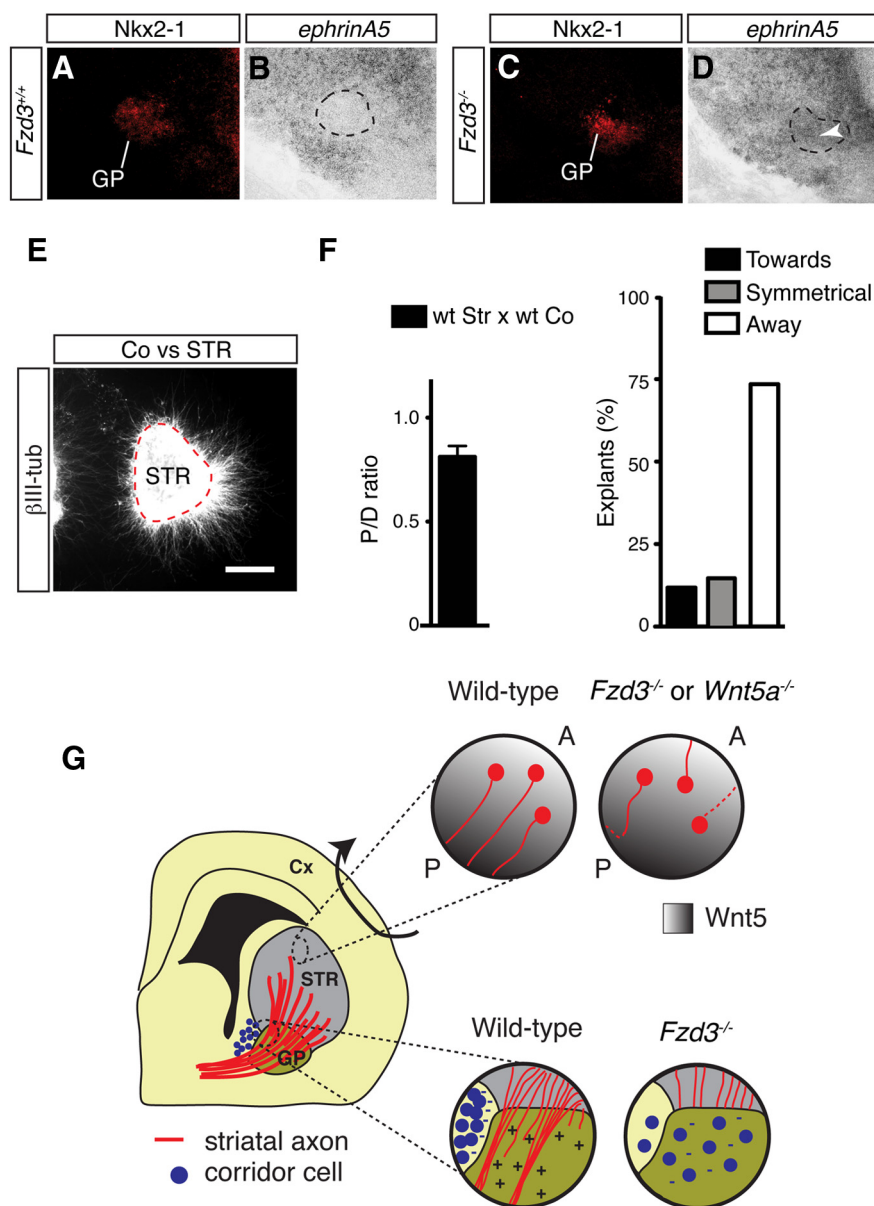 Nkx2-1
ephrinA5
Nkx2-1
ephrinA5
Fzd3+/+
A
GP
B
Fzd3-/-
C
GP
D
E
Co vs STR
βIII-tub
STR
F
wt Str x wt Co
P/D ratio
1.0
0.5
0
Towards
Symmetrical
Away
Explants (%)
100
75
50
25
0
G
Wild-type
Fzd3-/- or Wnt5a-/-
A
P
A
P
Wnt5
Cx
STR
GP
striatal axon
corridor cell
Wild-type
+ + + + + + + + +
- - - - -
Fzd3-/-
- - - - - - -